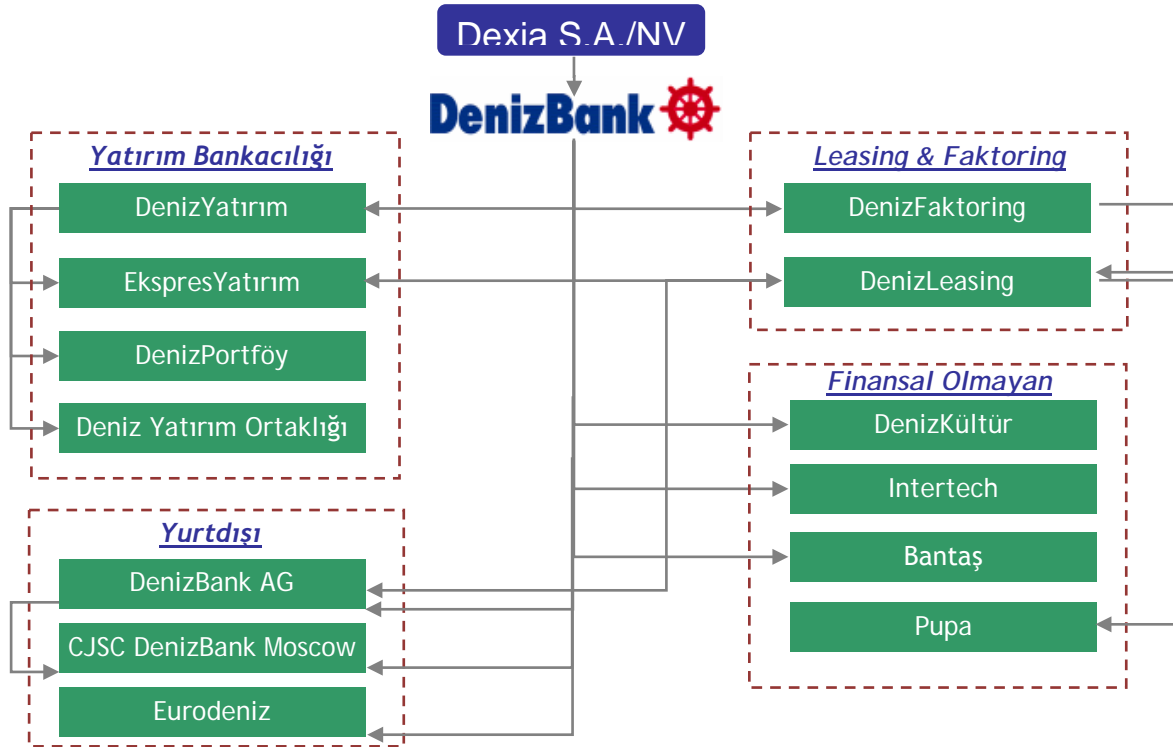 Dexia S.A./NV
DenizBank
Yatırım Bankacılığı
DenizYatırım
EkspresYatırım
DenizPortföy
Deniz Yatırım Ortaklığı
Yurtdışı
DenizBank AG
CJSC DenizBank Moscow
Eurodeniz
Leasing & Faktoring
DenizFaktoring
DenizLeasing
Finansal Olmayan
DenizKültür
Intertech
Bantaş
Pupa